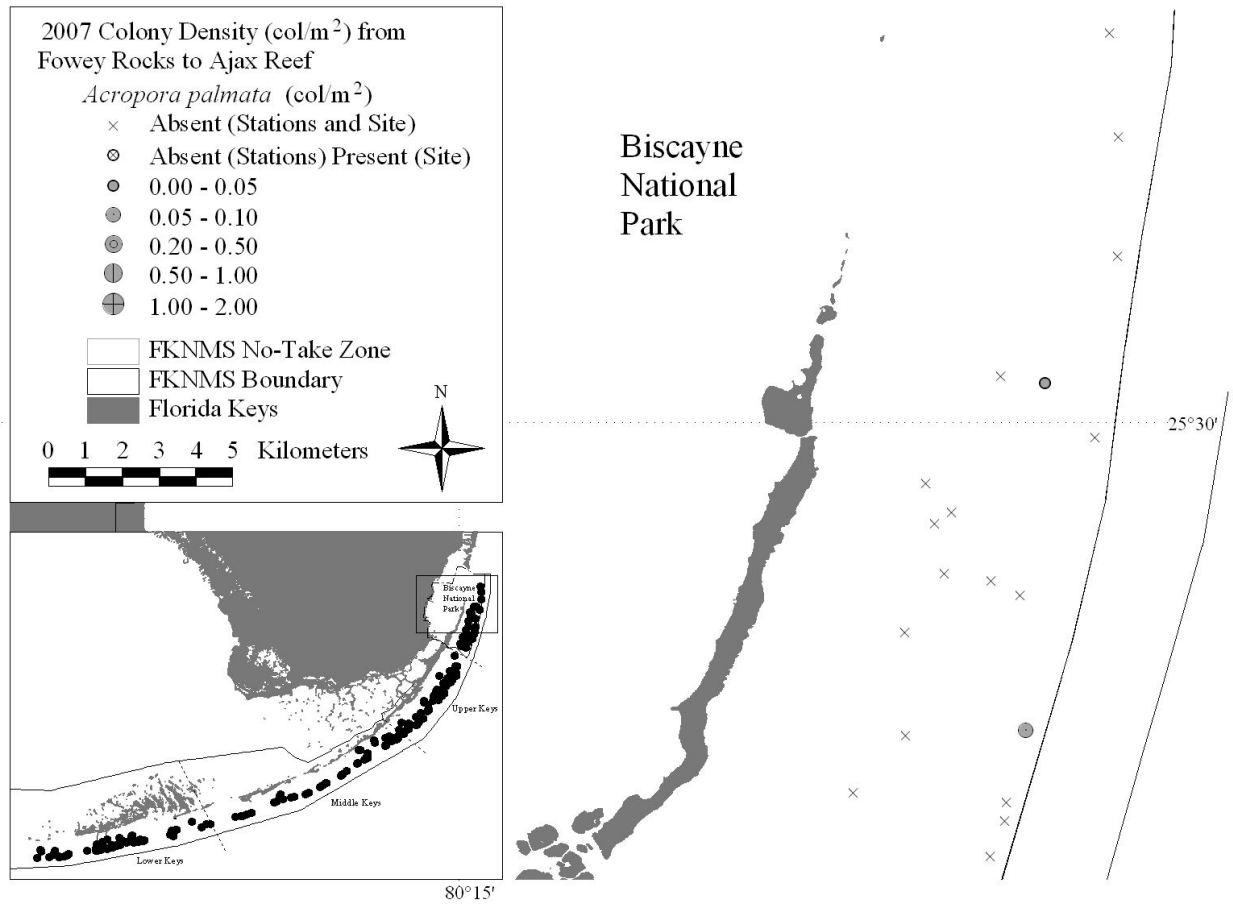 2007 Colony Density (col/m²) from
Fowey Rocks to Ajax Reef
Acropora palmata (col/m²)
Absent (Stations and Site)
Absent (Stations) Present (Site)
0.00 - 0.05
0.05 - 0.10
0.20 - 0.50
0.50 - 1.00
1.00 - 2.00
FKNMS No-Take Zone
FKNMS Boundary
Florida Keys
N
0 1 2 3 4 5 Kilometers
Biscayne
National
Park
25°30'
Biscayne
National
Park
Upper Keys
Middle Keys
Lower Keys
80°15'